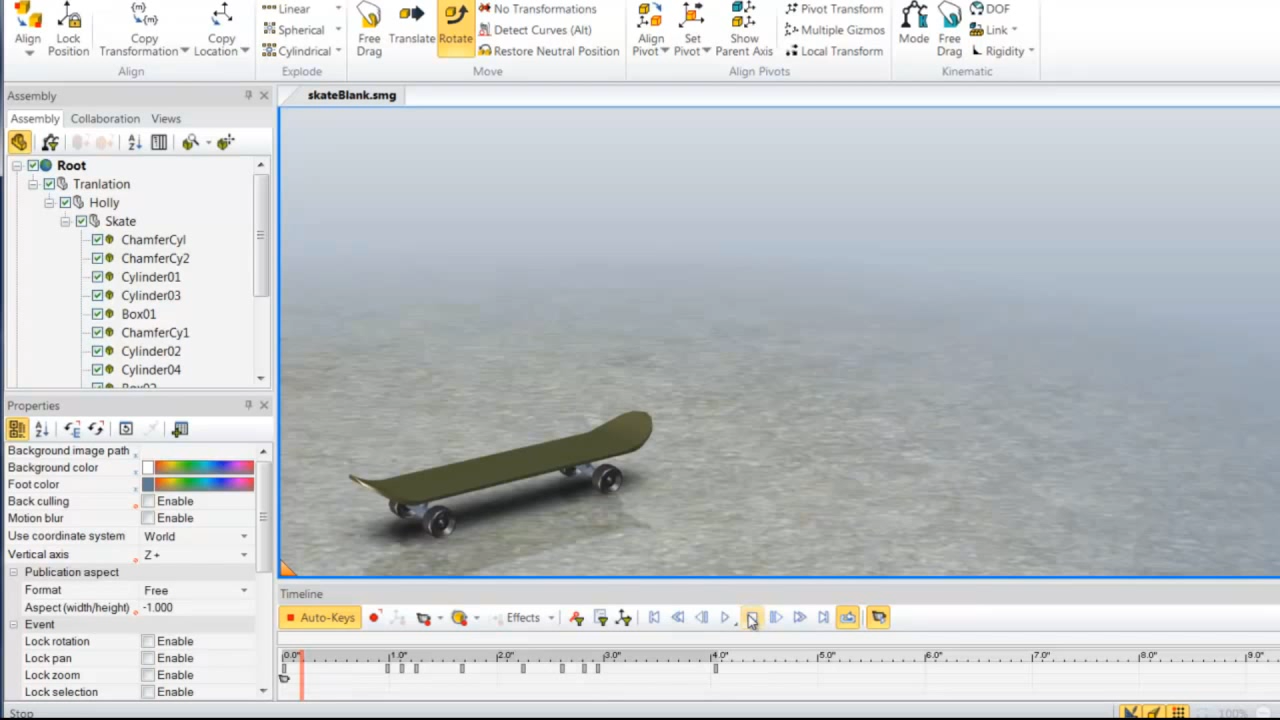 Linear
No Transformations
Pivot Transform
DOF
Align
Lock
Position
Copy
Transformation
Copy
Location
Spherical
Free
Drag
Translate
Rotate
Detect Curves (Alt)
Align
Pivot
Set
Pivot
Show
Parent Axis
Multiple Gizmos
Mode
Free
Drag
Link
Cylindrical
Restore Neutral Position
Local Transform
Rigidity
Align
Explode
Move
Align Pivots
Kinematic
Assembly
skateBlank.smg
Assembly Collaboration Views
Root
Tranlation
Holly
Skate
ChamferCyl
ChamferCy2
Cylinder01
Cylinder03
Box01
ChamferCy1
Cylinder02
Cylinder04
Box02
Properties
Background image path
Background color
Foot color
Back culling Enable
Motion blur Enable
Use coordinate system World
Vertical axis Z+
Publication aspect
Format Free
Aspect (width/height) -1.000
Event
Lock rotation Enable
Lock pan Enable
Lock zoom Enable
Lock selection Enable
Timeline
Auto-Keys Effects
0.0" 1.0" 2.0" 3.0" 4.0" 5.0" 6.0" 7.0" 8.0" 9.0"
Stop 100%